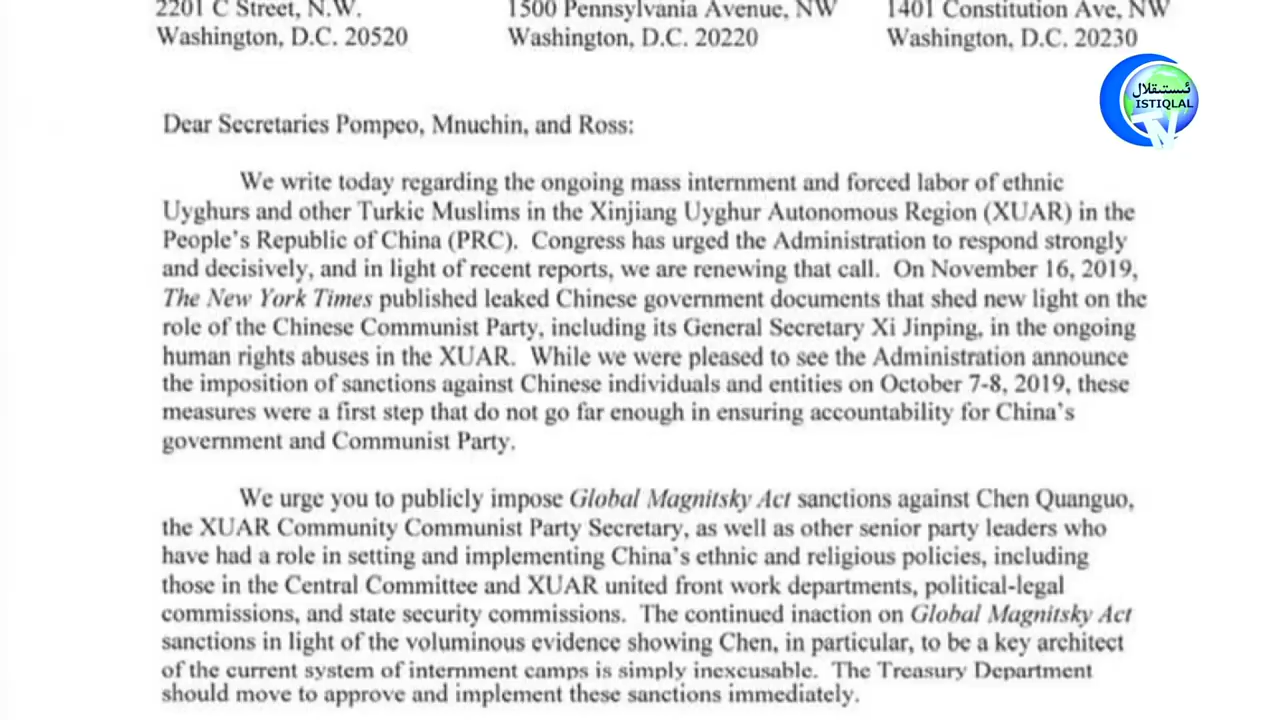 2201 C Street, N.W.
1500 Pennsylvania Avenue, NW
1401 Constitution Ave, NW
Washington, D.C. 20520
Washington, D.C. 20220
Washington, D.C. 20230
ئىستىقلال
ISTIQLAL
TV
Dear Secretaries Pompeo, Mnuchin, and Ross:
We write today regarding the ongoing mass internment and forced labor of ethnic
Uyghurs and other Turkic Muslims in the Xinjiang Uyghur Autonomous Region (XUAR) in the
People's Republic of China (PRC). Congress has urged the Administration to respond strongly
and decisively, and in light of recent reports, we are renewing that call. On November 16, 2019,
The New York Times published leaked Chinese government documents that shed new light on the
role of the Chinese Communist Party, including its General Secretary Xi Jinping, in the ongoing
human rights abuses in the XUAR. While we were pleased to see the Administration announce
the imposition of sanctions against Chinese individuals and entities on October 7-8, 2019, these
measures were a first step that do not go far enough in ensuring accountability for China's
government and Communist Party.
We urge you to publicly impose Global Magnitsky Act sanctions against Chen Quanguo,
the XUAR Community Communist Party Secretary, as well as other senior party leaders who
have had a role in setting and implementing China's ethnic and religious policies, including
those in the Central Committee and XUAR united front work departments, political-legal
commissions, and state security commissions. The continued inaction on Global Magnitsky Act
sanctions in light of the voluminous evidence showing Chen, in particular, to be a key architect
of the current system of internment camps is simply inexcusable. The Treasury Department
should move to approve and implement these sanctions immediately.